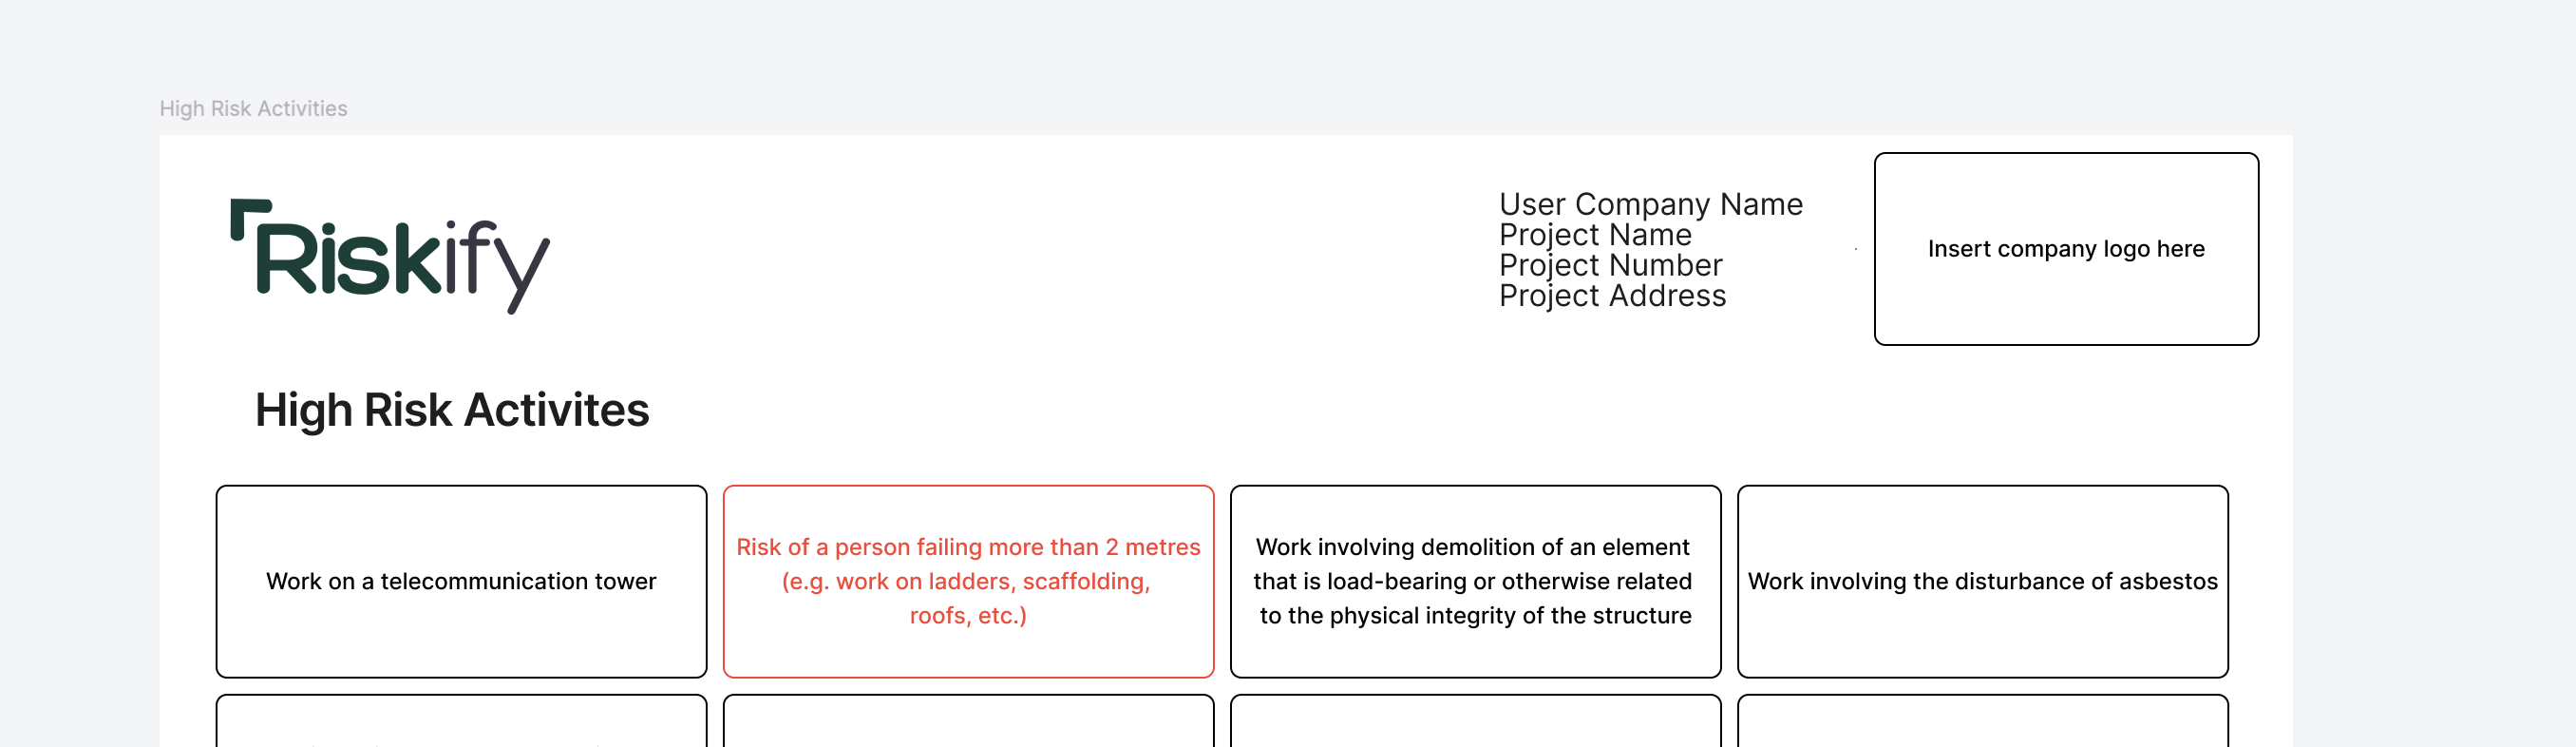 High Risk Activities
Riskify
User Company Name
Project Name
Project Number
Project Address
Insert company logo here
High Risk Activites
Work on a telecommunication tower
Risk of a person failing more than 2 metres
(e.g. work on ladders, scaffolding,
roofs, etc.)
Work involving demolition of an element
that is load-bearing or otherwise related
to the physical integrity of the structure
Work involving the disturbance of asbestos